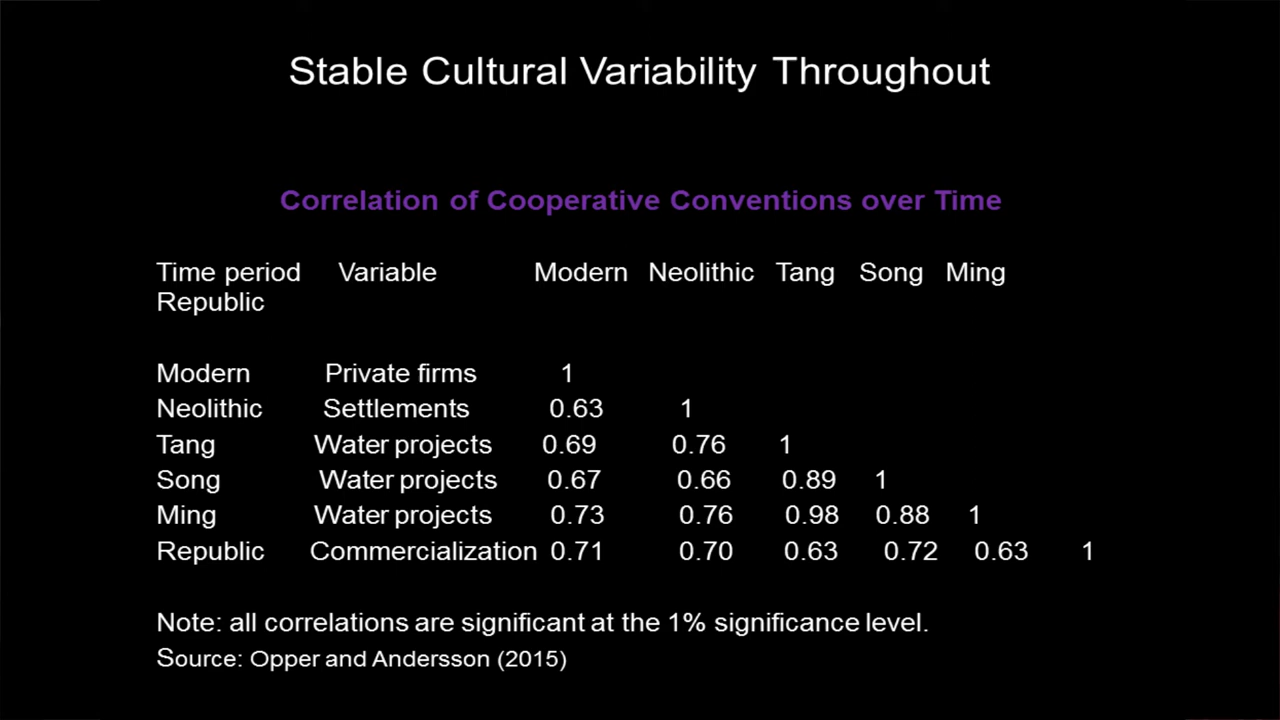 Stable Cultural Variability Throughout
Correlation of Cooperative Conventions over Time
Time period Variable Modern Neolithic Tang Song Ming
Republic
Modern Private firms 1
Neolithic Settlements 0.63 1
Tang Water projects 0.69 0.76 1
Song Water projects 0.67 0.66 0.89 1
Ming Water projects 0.73 0.76 0.98 0.88 1
Republic Commercialization 0.71 0.70 0.63 0.72 0.63 1
Note: all correlations are significant at the 1% significance level.
Source: Opper and Andersson (2015)